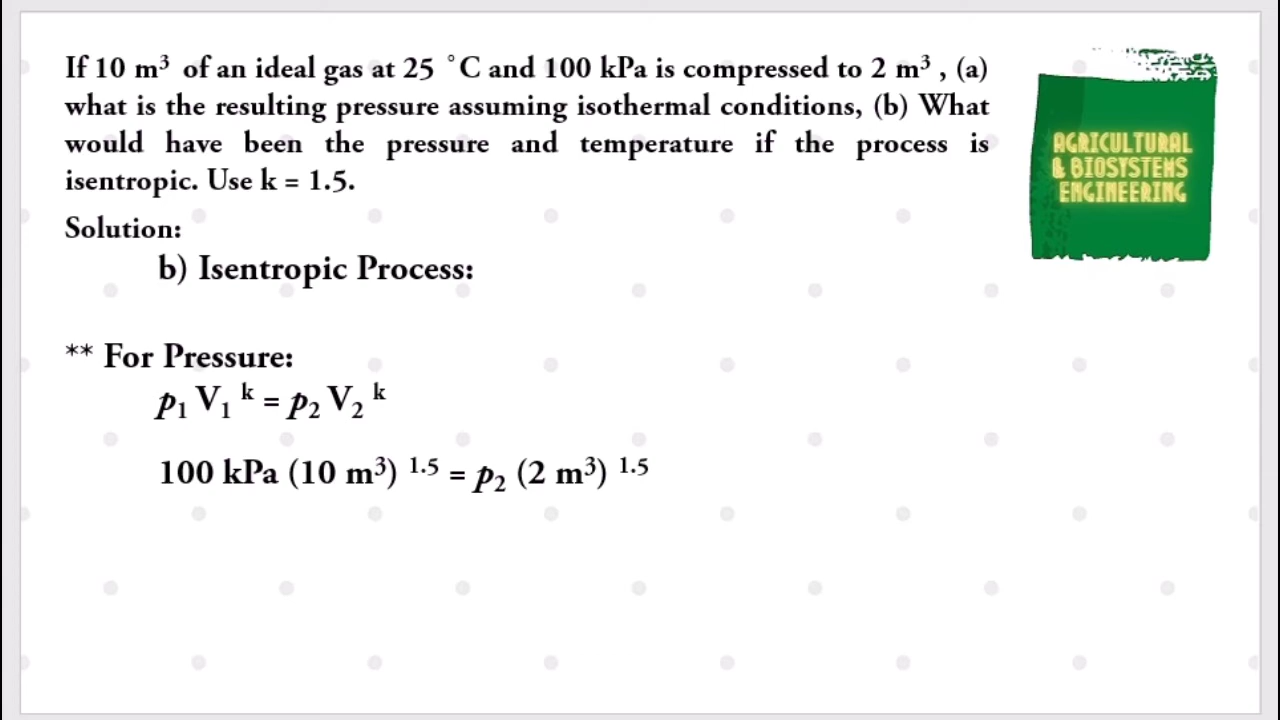 If 10 m³ of an ideal gas at 25 °C and 100 kPa is compressed to 2 m³ , (a)
what is the resulting pressure assuming isothermal conditions, (b) What
would have been the pressure and temperature if the process is
isentropic. Use k = 1.5.
AGRICULTURAL
& BIOSYSTEMS
ENGINEERING
Solution:
b) Isentropic Process:
** For Pressure:
p₁ V₁ ᵏ = p₂ V₂ ᵏ
100 kPa (10 m³) ¹·⁵ = p₂ (2 m³) ¹·⁵